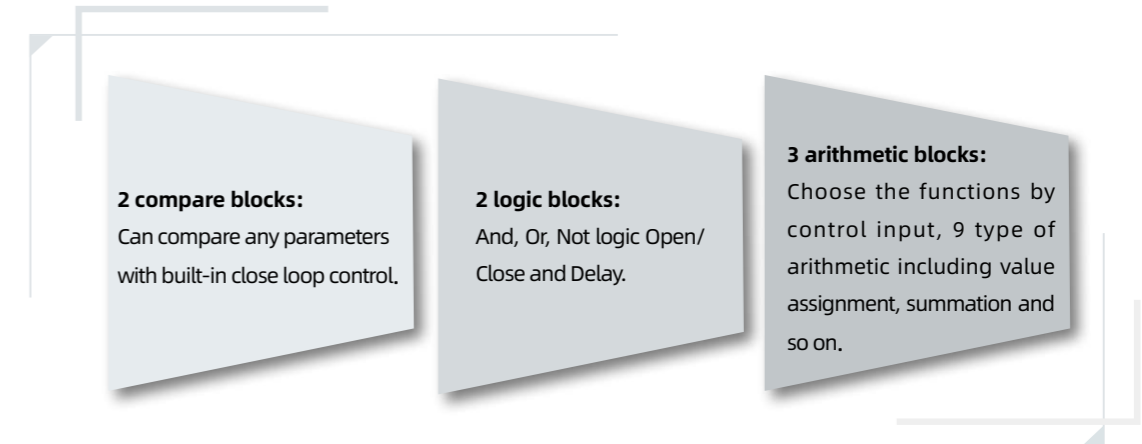 2 compare blocks:
Can compare any parameters
with built-in close loop control.
2 logic blocks:
And, Or, Not logic Open/
Close and Delay.
3 arithmetic blocks:
Choose the functions by
control input, 9 type of
arithmetic including value
assignment, summation and
so on.